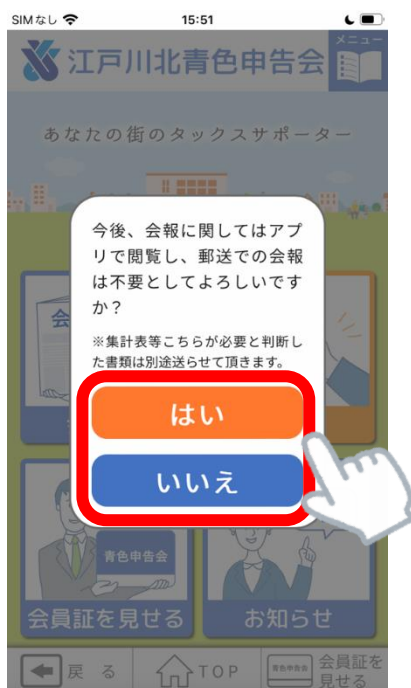 SIMなし
15:51
江戸川北青色申告会
メニュー
あなたの街のタックスサポーター
今後、会報に関してはアプ
リで閲覧し、郵送での会報
は不要としてよろしいです
か?
※集計表等こちらが必要と判断し
た書類は別途送らせて頂きます。
はい
いいえ
会
青色申告会
会員証を見せる
お知らせ
戻る
TOP
青色申告会
会員証を
見せる